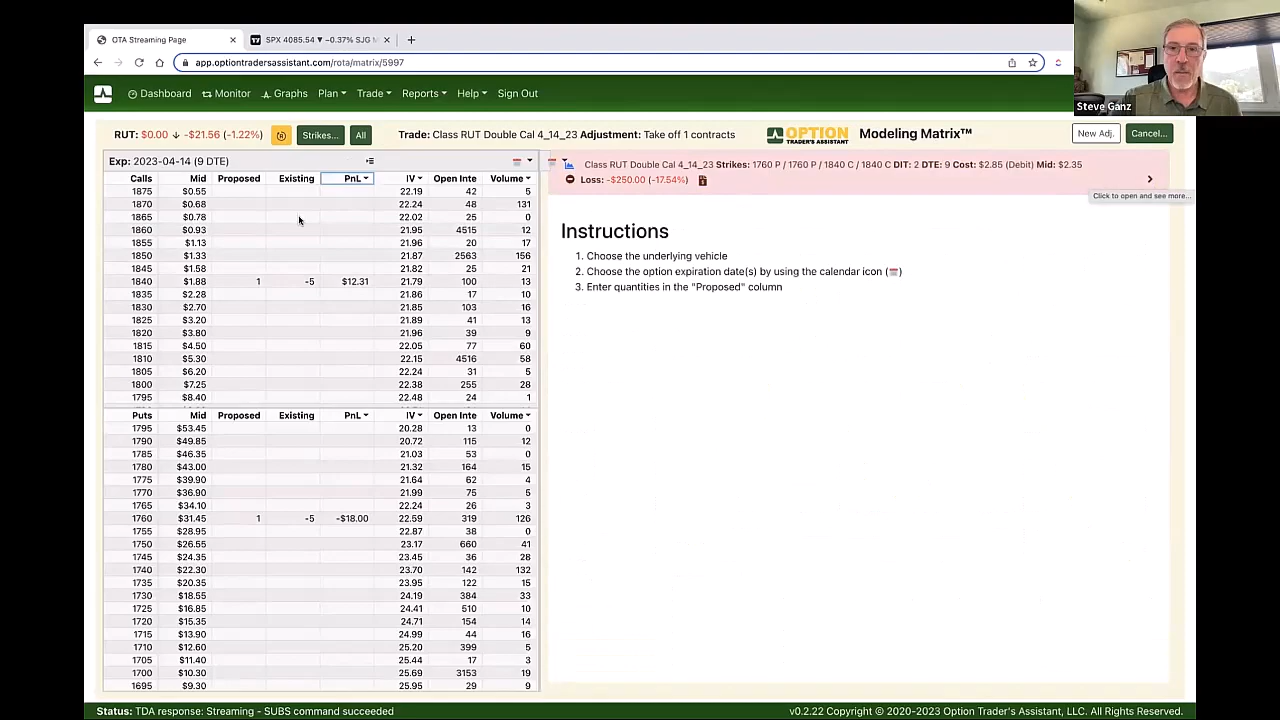 OTA Streaming Page
SPX 4085.54 ▼ −0.37% SJG
app.optiontradersassistant.com/rota/matrix/5997
Dashboard Monitor Graphs Plan Trade Reports Help Sign Out
Steve Ganz
RUT: $0.00 ↓ -$21.56 (-1.22%) Strikes... All Trade: Class RUT Double Cal 4_14_23 Adjustment: Take off 1 contracts OPTION TRADER'S ASSISTANT Modeling Matrix™ New Adj. Cancel...
Exp: 2023-04-14 (9 DTE)
Class RUT Double Cal 4_14_23 Strikes: 1760 P / 1760 P / 1840 C / 1840 C DIT: 2 DTE: 9 Cost: $2.85 (Debit) Mid: $2.35
Loss: -$250.00 (-17.54%)
Click to open and see more...
Calls Mid Proposed Existing PnL IV Open Inte Volume
1875 $0.55 22.19 42 5
1870 $0.68 22.24 48 131
1865 $0.78 22.02 25 0
1860 $0.93 21.95 4515 12
1855 $1.13 21.96 20 17
1850 $1.33 21.87 2563 156
1845 $1.58 21.82 25 21
1840 $1.88 1 -5 $12.31 21.79 100 13
1835 $2.28 21.86 17 10
1830 $2.70 21.85 103 16
1825 $3.20 21.89 41 13
1820 $3.80 21.96 39 9
1815 $4.50 22.05 77 60
1810 $5.30 22.15 4516 58
1805 $6.20 22.24 31 5
1800 $7.25 22.38 255 28
1795 $8.40 22.48 24 1
Puts Mid Proposed Existing PnL IV Open Inte Volume
1795 $53.45 20.28 13 0
1790 $49.85 20.72 115 12
1785 $46.35 21.03 53 0
1780 $43.00 21.32 164 15
1775 $39.90 21.64 62 4
1770 $36.90 21.99 75 5
1765 $34.10 22.24 26 3
1760 $31.45 1 -5 -$18.00 22.59 319 126
1755 $28.95 22.87 38 0
1750 $26.55 23.17 660 41
1745 $24.35 23.45 36 28
1740 $22.30 23.70 142 132
1735 $20.35 23.95 122 15
1730 $18.55 24.19 384 33
1725 $16.85 24.41 510 10
1720 $15.35 24.71 154 14
1715 $13.90 24.99 44 16
1710 $12.60 25.20 399 5
1705 $11.40 25.44 17 3
1700 $10.30 25.69 3153 19
1695 $9.30 25.95 29 9
Instructions
1. Choose the underlying vehicle
2. Choose the option expiration date(s) by using the calendar icon ( )
3. Enter quantities in the "Proposed" column
Status: TDA response: Streaming - SUBS command succeeded
v0.2.22 Copyright © 2020-2023 Option Trader's Assistant, LLC. All Rights Reserved.